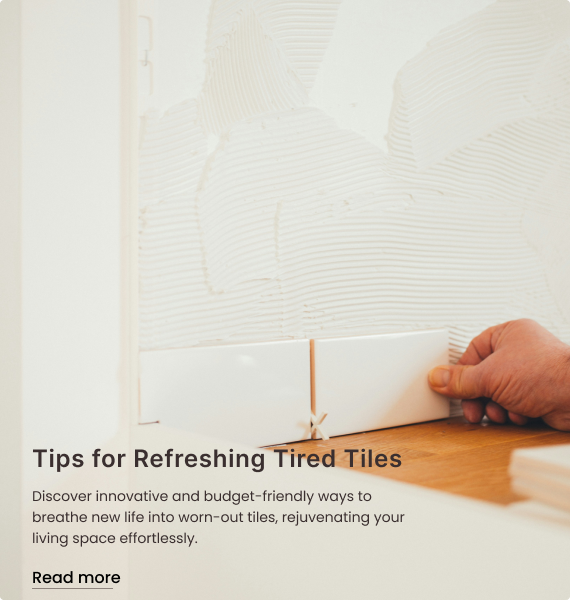 Tips for Refreshing Tired Tiles
Discover innovative and budget-friendly ways to
breathe new life into worn-out tiles, rejuvenating your
living space effortlessly.
Read more